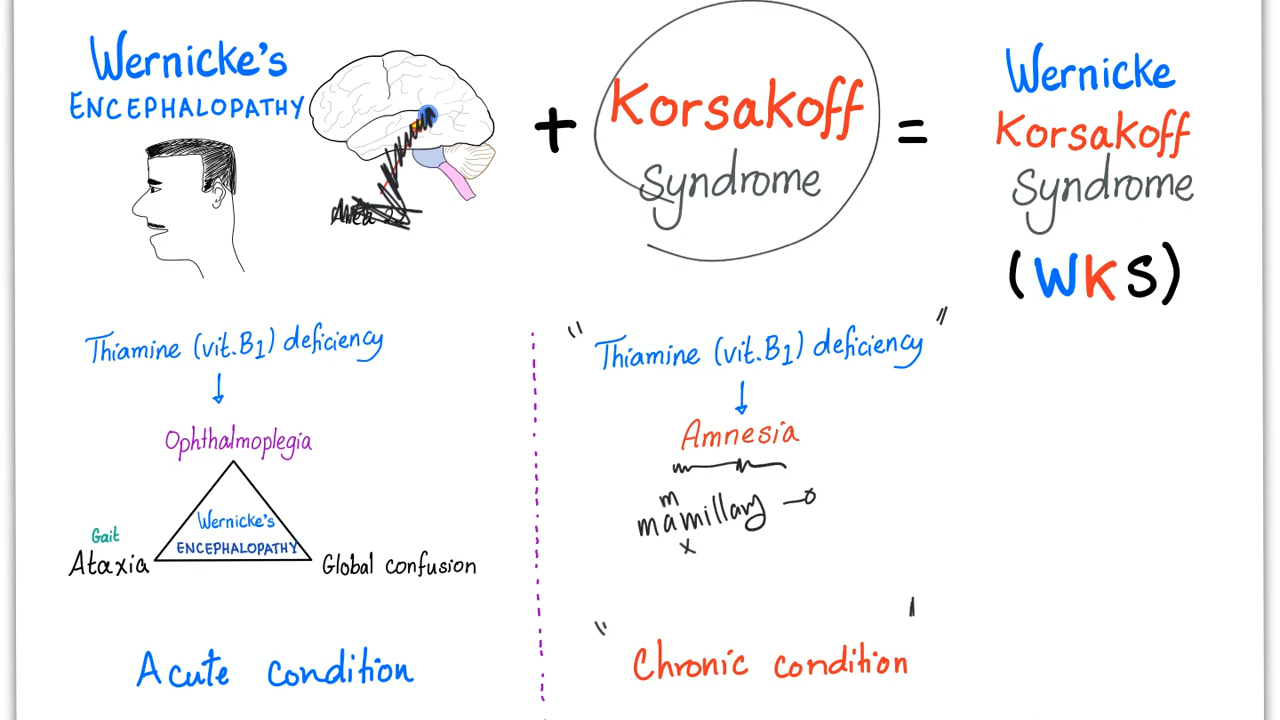 Wernicke's
ENCEPHALOPATHY
+
Korsakoff
Syndrome
=
Wernicke
Korsakoff
Syndrome
(WKS)
Thiamine (vit.B1) deficiency
↓
Ophthalmoplegia
Wernicke's
ENCEPHALOPATHY
Gait
Ataxia
Global confusion
Acute condition
" Thiamine (vit.B1) deficiency "
↓
Amnesia
m
mamillary
x
" Chronic condition '